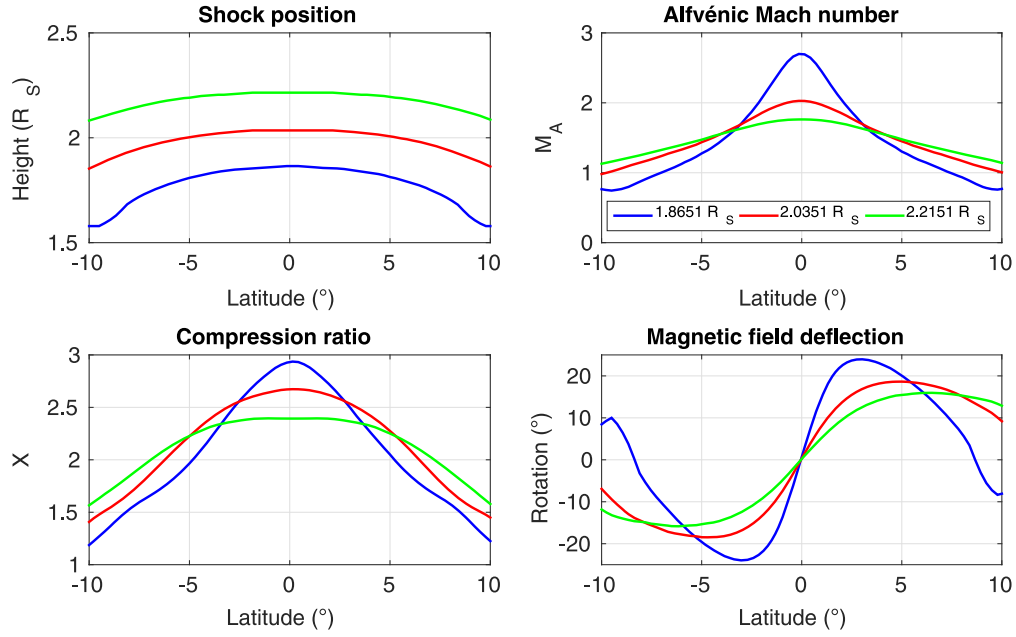 Shock position
2.5
2
1.5
Height (R S)
-10 -5 0 5 10
Latitude (°)
Alfvénic Mach number
3
2
1
0
M A
1.8651 R S 2.0351 R S 2.2151 R S
-10 -5 0 5 10
Latitude (°)
Compression ratio
3
2.5
2
1.5
1
X
-10 -5 0 5 10
Latitude (°)
Magnetic field deflection
20
10
0
-10
-20
Rotation (°)
-10 -5 0 5 10
Latitude (°)